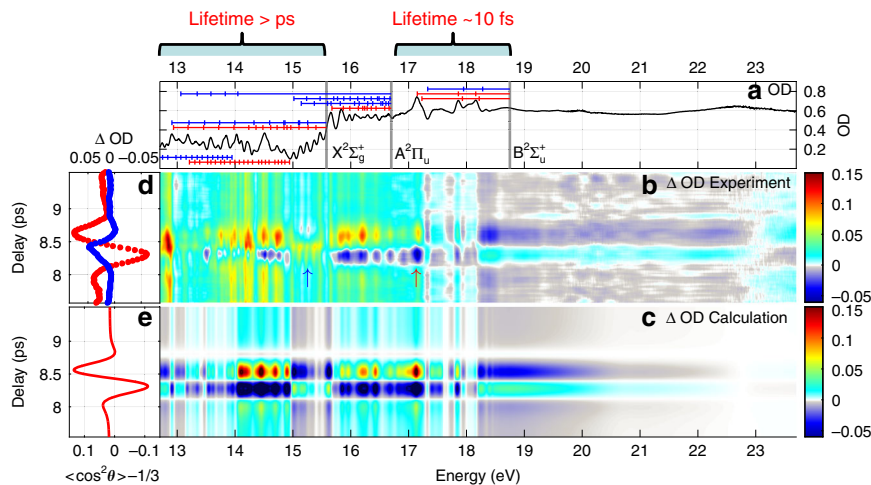 Lifetime > ps
Lifetime ~10 fs
13 14 15 16 17 18 19 20 21 22 23
a OD
0.8
0.6
0.4
0.2
OD
X²Σg⁺
A²Πu
B²Σu⁺
Δ OD
0.05 0 −0.05
d
b Δ OD Experiment
Delay (ps)
9
8.5
8
0.15
0.10
0.05
0
−0.05
e
c Δ OD Calculation
Delay (ps)
9
8.5
8
0.15
0.10
0.05
0
−0.05
0.1 0 −0.1
13 14 15 16 17 18 19 20 21 22 23
<cos²θ>−1/3
Energy (eV)